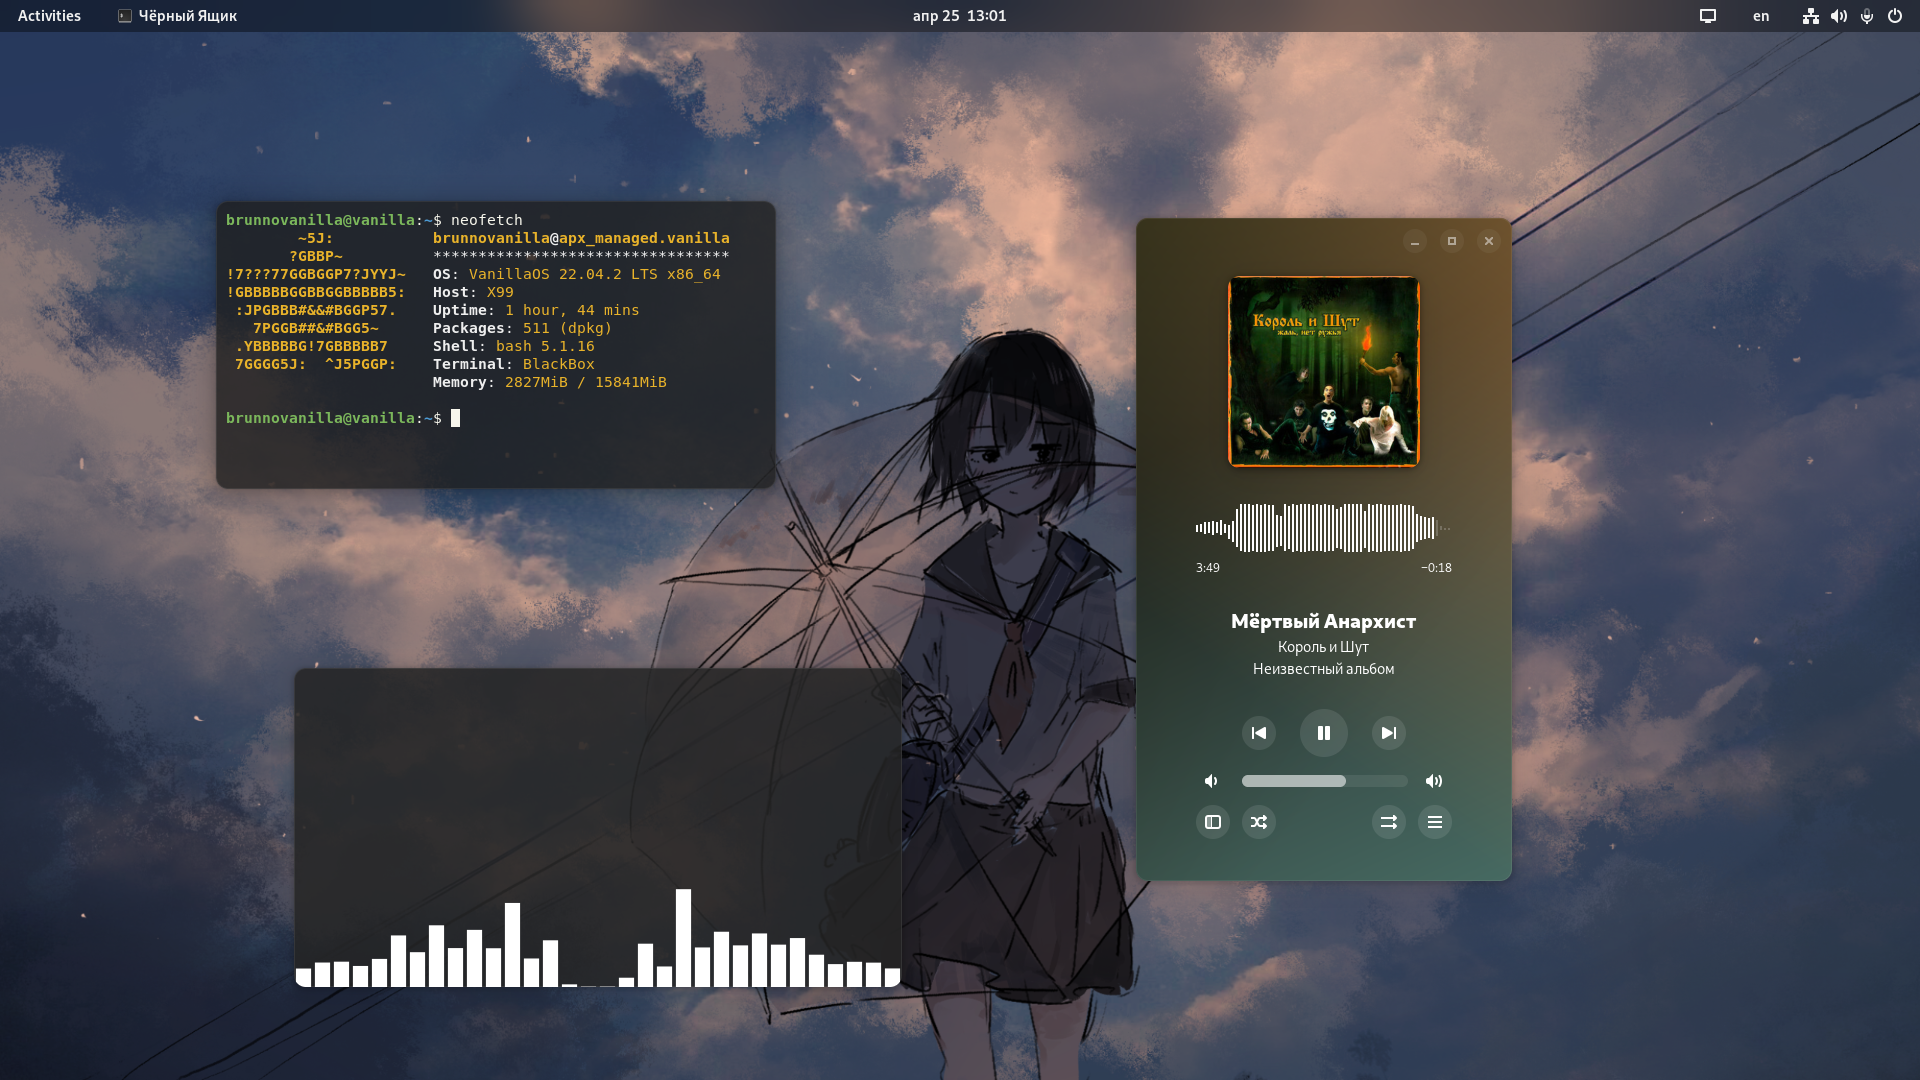 Activities
Чёрный Ящик
апр 25 13:01
en
brunnovanilla@vanilla:~$ neofetch
~5J: brunnovanilla@apx_managed.vanilla
?GBBP~ *********************************
!7???77GGBGGP7?JYYJ~ OS: VanillaOS 22.04.2 LTS x86_64
!GBBBBBGGBBGGBBBBB5: Host: X99
:JPGBBB#&&#BGGP57. Uptime: 1 hour, 44 mins
7PGGB##&#BGG5~ Packages: 511 (dpkg)
.YBBBBBG!7GBBBBB7 Shell: bash 5.1.16
7GGGG5J: ^J5PGGP: Terminal: BlackBox
Memory: 2827MiB / 15841MiB
brunnovanilla@vanilla:~$
Король и Шут
жаль, нет ружья
3:49
−0:18
Мёртвый Анархист
Король и Шут
Неизвестный альбом